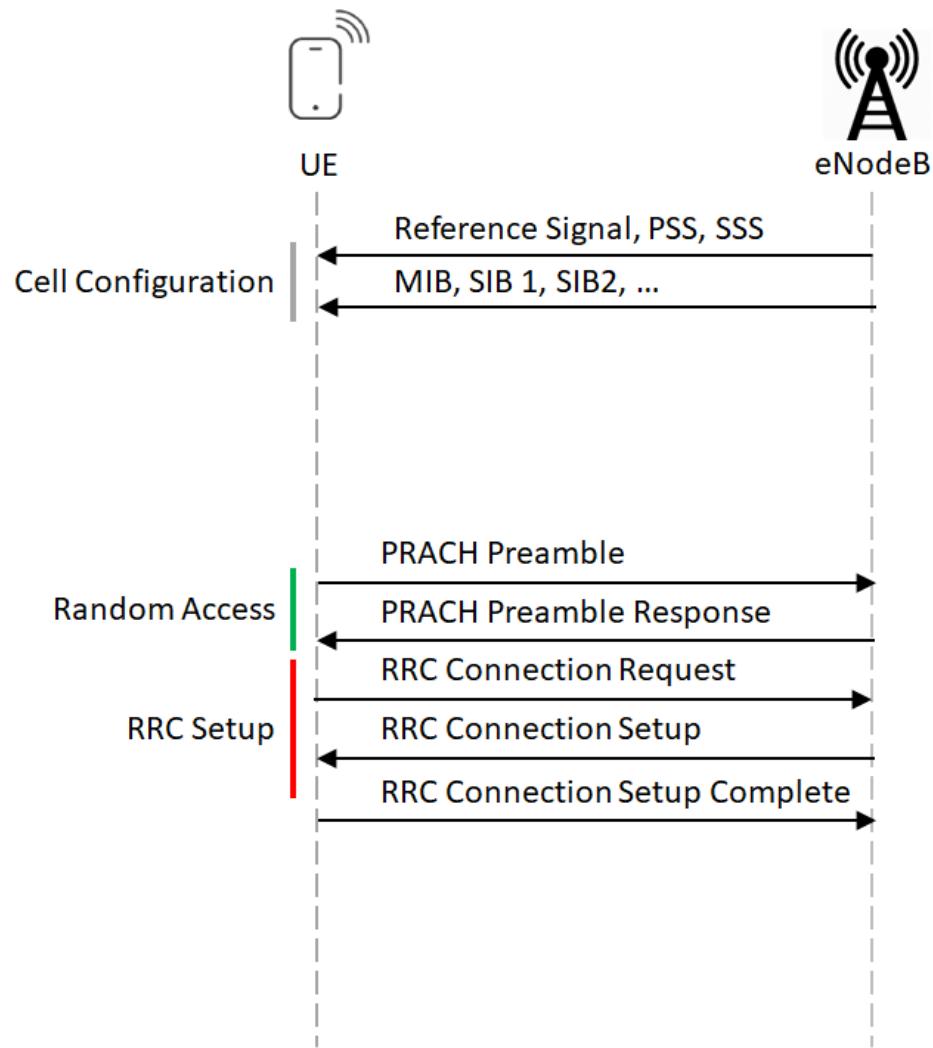 UE
eNodeB
Reference Signal, PSS, SSS
Cell Configuration
MIB, SIB 1, SIB2, ...
PRACH Preamble
Random Access
PRACH Preamble Response
RRC Connection Request
RRC Setup
RRC Connection Setup
RRC Connection Setup Complete